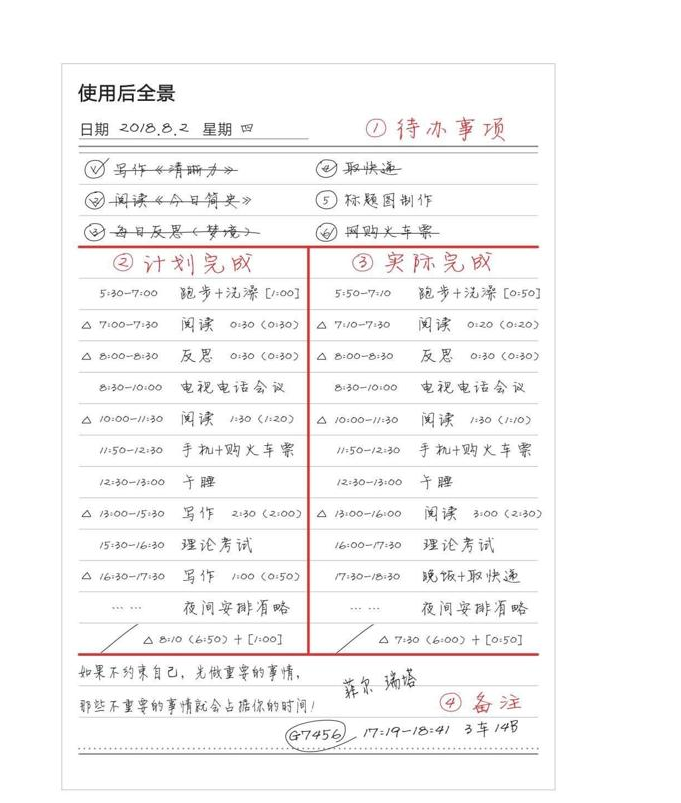 使用后全景
日期 2018.8.2 星期 四
① 待办事项
① 写作《清晰力》 ④ 取快递
② 阅读《今日简史》 ⑤ 标题图制作
③ 每日反思(梦境) ⑥ 网购火车票
② 计划完成 ③ 实际完成
5:30-7:00 跑步+洗澡 [1:00] 5:50-7:10 跑步+洗澡 [0:50]
△ 7:00-7:30 阅读 0:30 (0:30) △ 7:10-7:30 阅读 0:20 (0:20)
△ 8:00-8:30 反思 0:30 (0:30) △ 8:00-8:30 反思 0:30 (0:30)
8:30-10:00 电视电话会议 8:30-10:00 电视电话会议
△ 10:00-11:30 阅读 1:30 (1:20) △ 10:00-11:30 阅读 1:30 (1:10)
11:50-12:30 手机+购火车票 11:50-12:30 手机+购火车票
12:30-13:00 午睡 12:30-13:00 午睡
△ 13:00-15:30 写作 2:30 (2:00) △ 13:00-16:00 阅读 3:00 (2:30)
15:30-16:30 理论考试 16:00-17:30 理论考试
△ 16:30-17:30 写作 1:00 (0:50) 17:30-18:30 晚饭+取快递
…… 夜间安排省略 …… 夜间安排省略
△ 8:10 (6:50) + [1:00] △ 7:30 (6:00) + [0:50]
如果不约束自己,先做重要的事情,
那些不重要的事情就会占据你的时间!
菲尔 瑞塔
④ 备注
G7456 17:19-18:41 3车14B